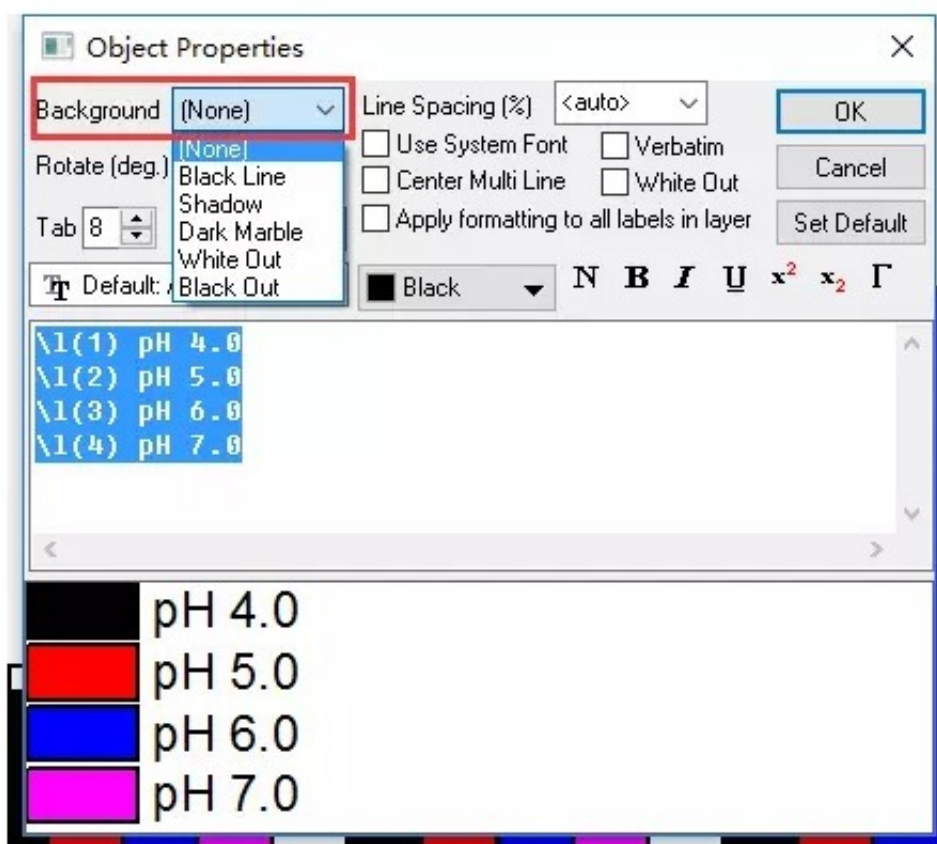 Object Properties
Background (None) Line Spacing (%) <auto> OK
(None)
Black Line
Shadow
Dark Marble
White Out
Black Out
Use System Font Verbatim
Rotate (deg.) Center Multi Line White Out Cancel
Tab 8 Apply formatting to all labels in layer Set Default
Default: Black N B I U x² x₂ Γ
\l(1) pH 4.0
\l(2) pH 5.0
\l(3) pH 6.0
\l(4) pH 7.0
pH 4.0
pH 5.0
pH 6.0
pH 7.0